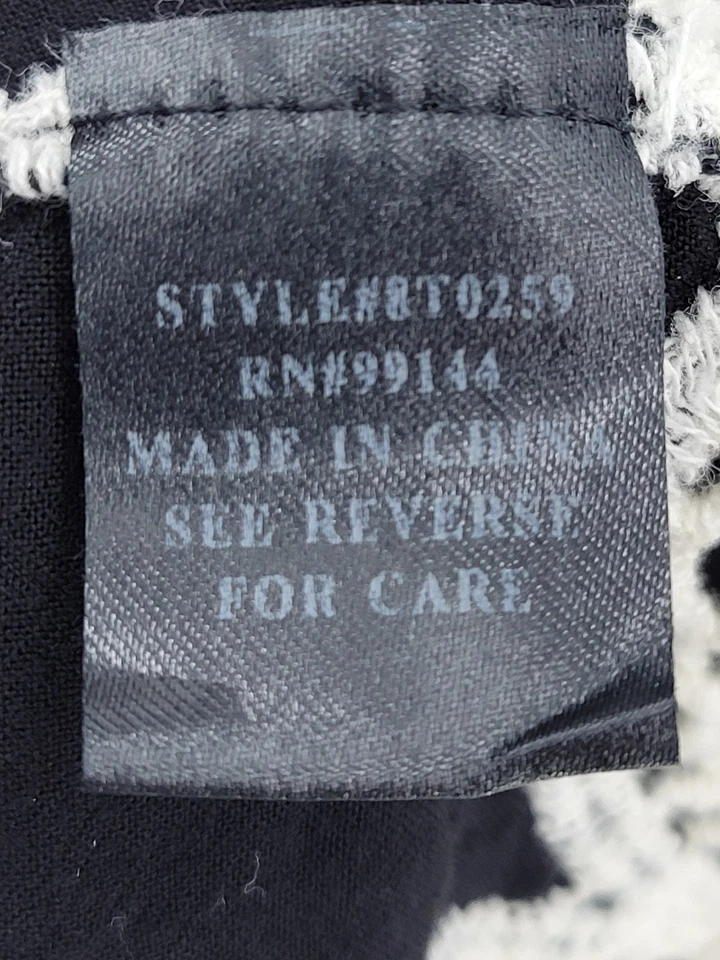 STYLE#8T0259
RN#99144
MADE IN CHINA
SEE REVERSE
FOR CARE